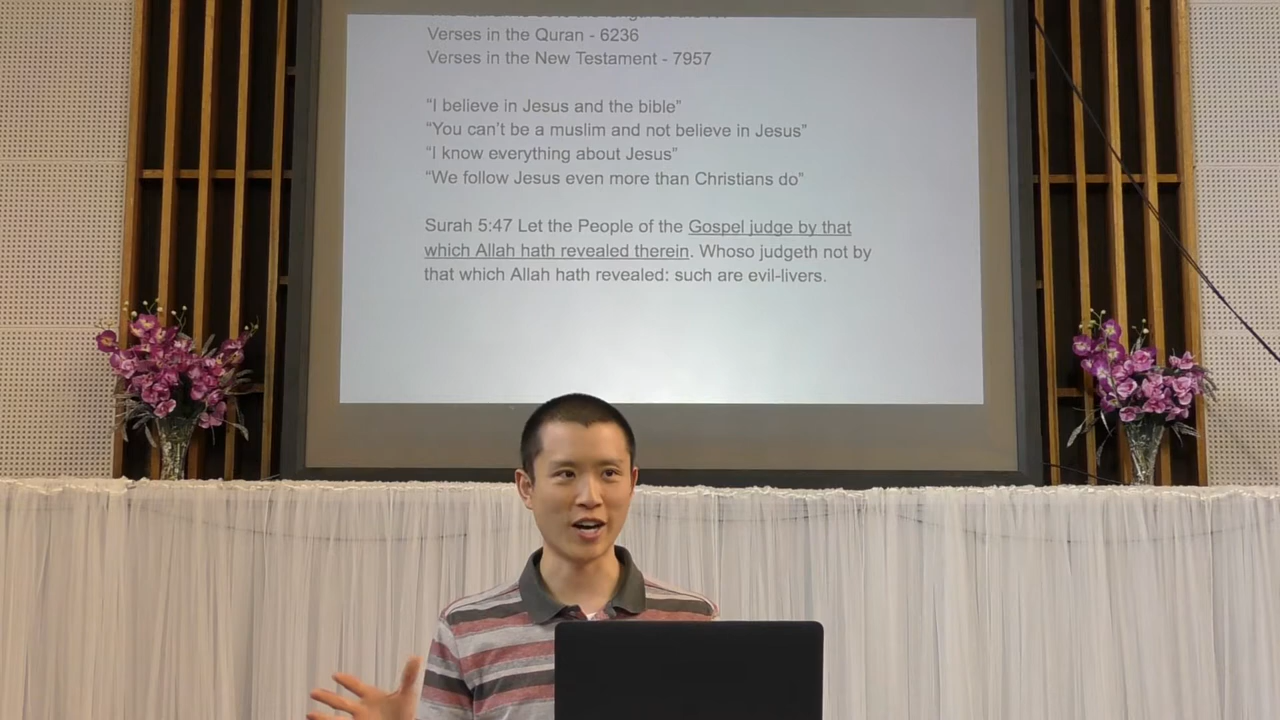 Verses in the Quran - 6236
Verses in the New Testament - 7957
“I believe in Jesus and the bible”
“You can’t be a muslim and not believe in Jesus”
“I know everything about Jesus”
“We follow Jesus even more than Christians do”
Surah 5:47 Let the People of the Gospel judge by that
which Allah hath revealed therein. Whoso judgeth not by
that which Allah hath revealed: such are evil-livers.